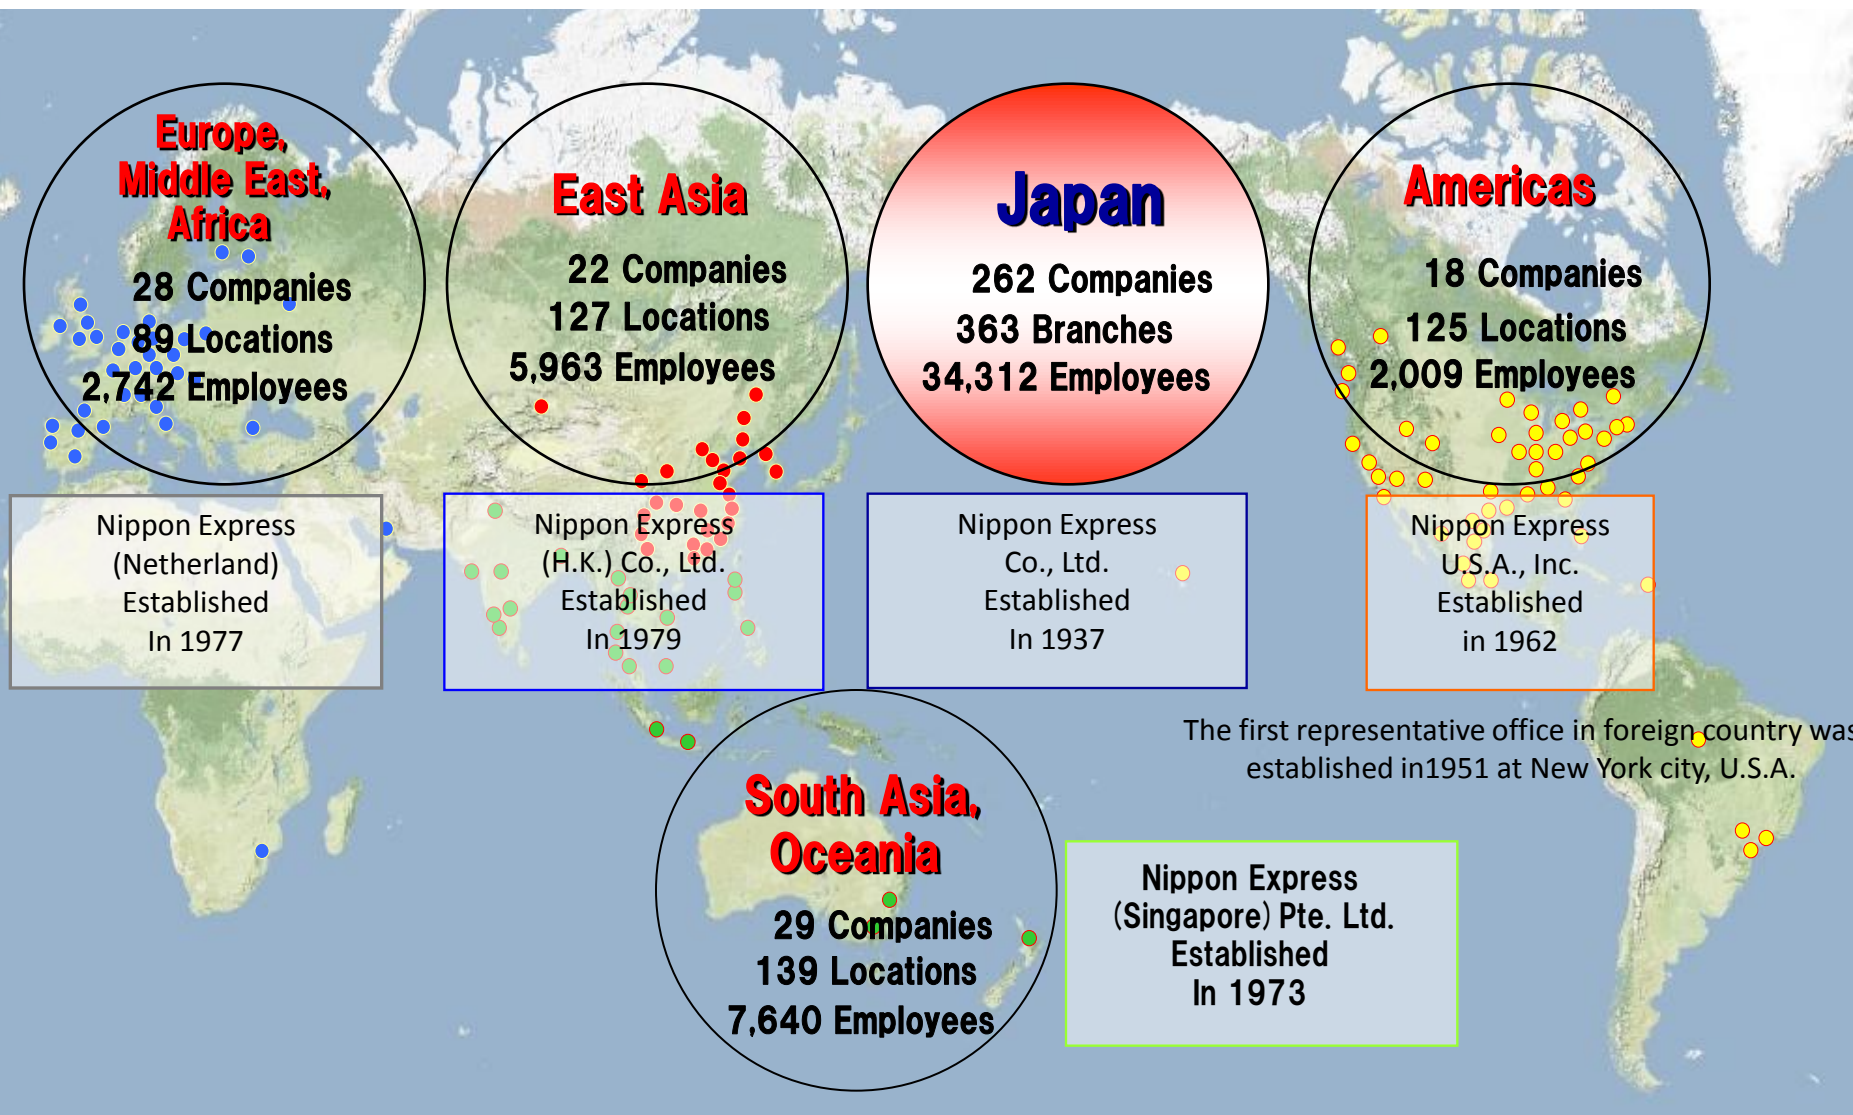 Europe,
Middle East,
Africa
28 Companies
89 Locations
2,742 Employees
East Asia
22 Companies
127 Locations
5,963 Employees
Japan
262 Companies
363 Branches
34,312 Employees
Americas
18 Companies
125 Locations
2,009 Employees
Nippon Express
(Netherland)
Established
In 1977
Nippon Express
(H.K.) Co., Ltd.
Established
In 1979
Nippon Express
Co., Ltd.
Established
In 1937
Nippon Express
U.S.A., Inc.
Established
in 1962
The first representative office in foreign country was
established in1951 at New York city, U.S.A.
South Asia,
Oceania
29 Companies
139 Locations
7,640 Employees
Nippon Express
(Singapore) Pte. Ltd.
Established
In 1973